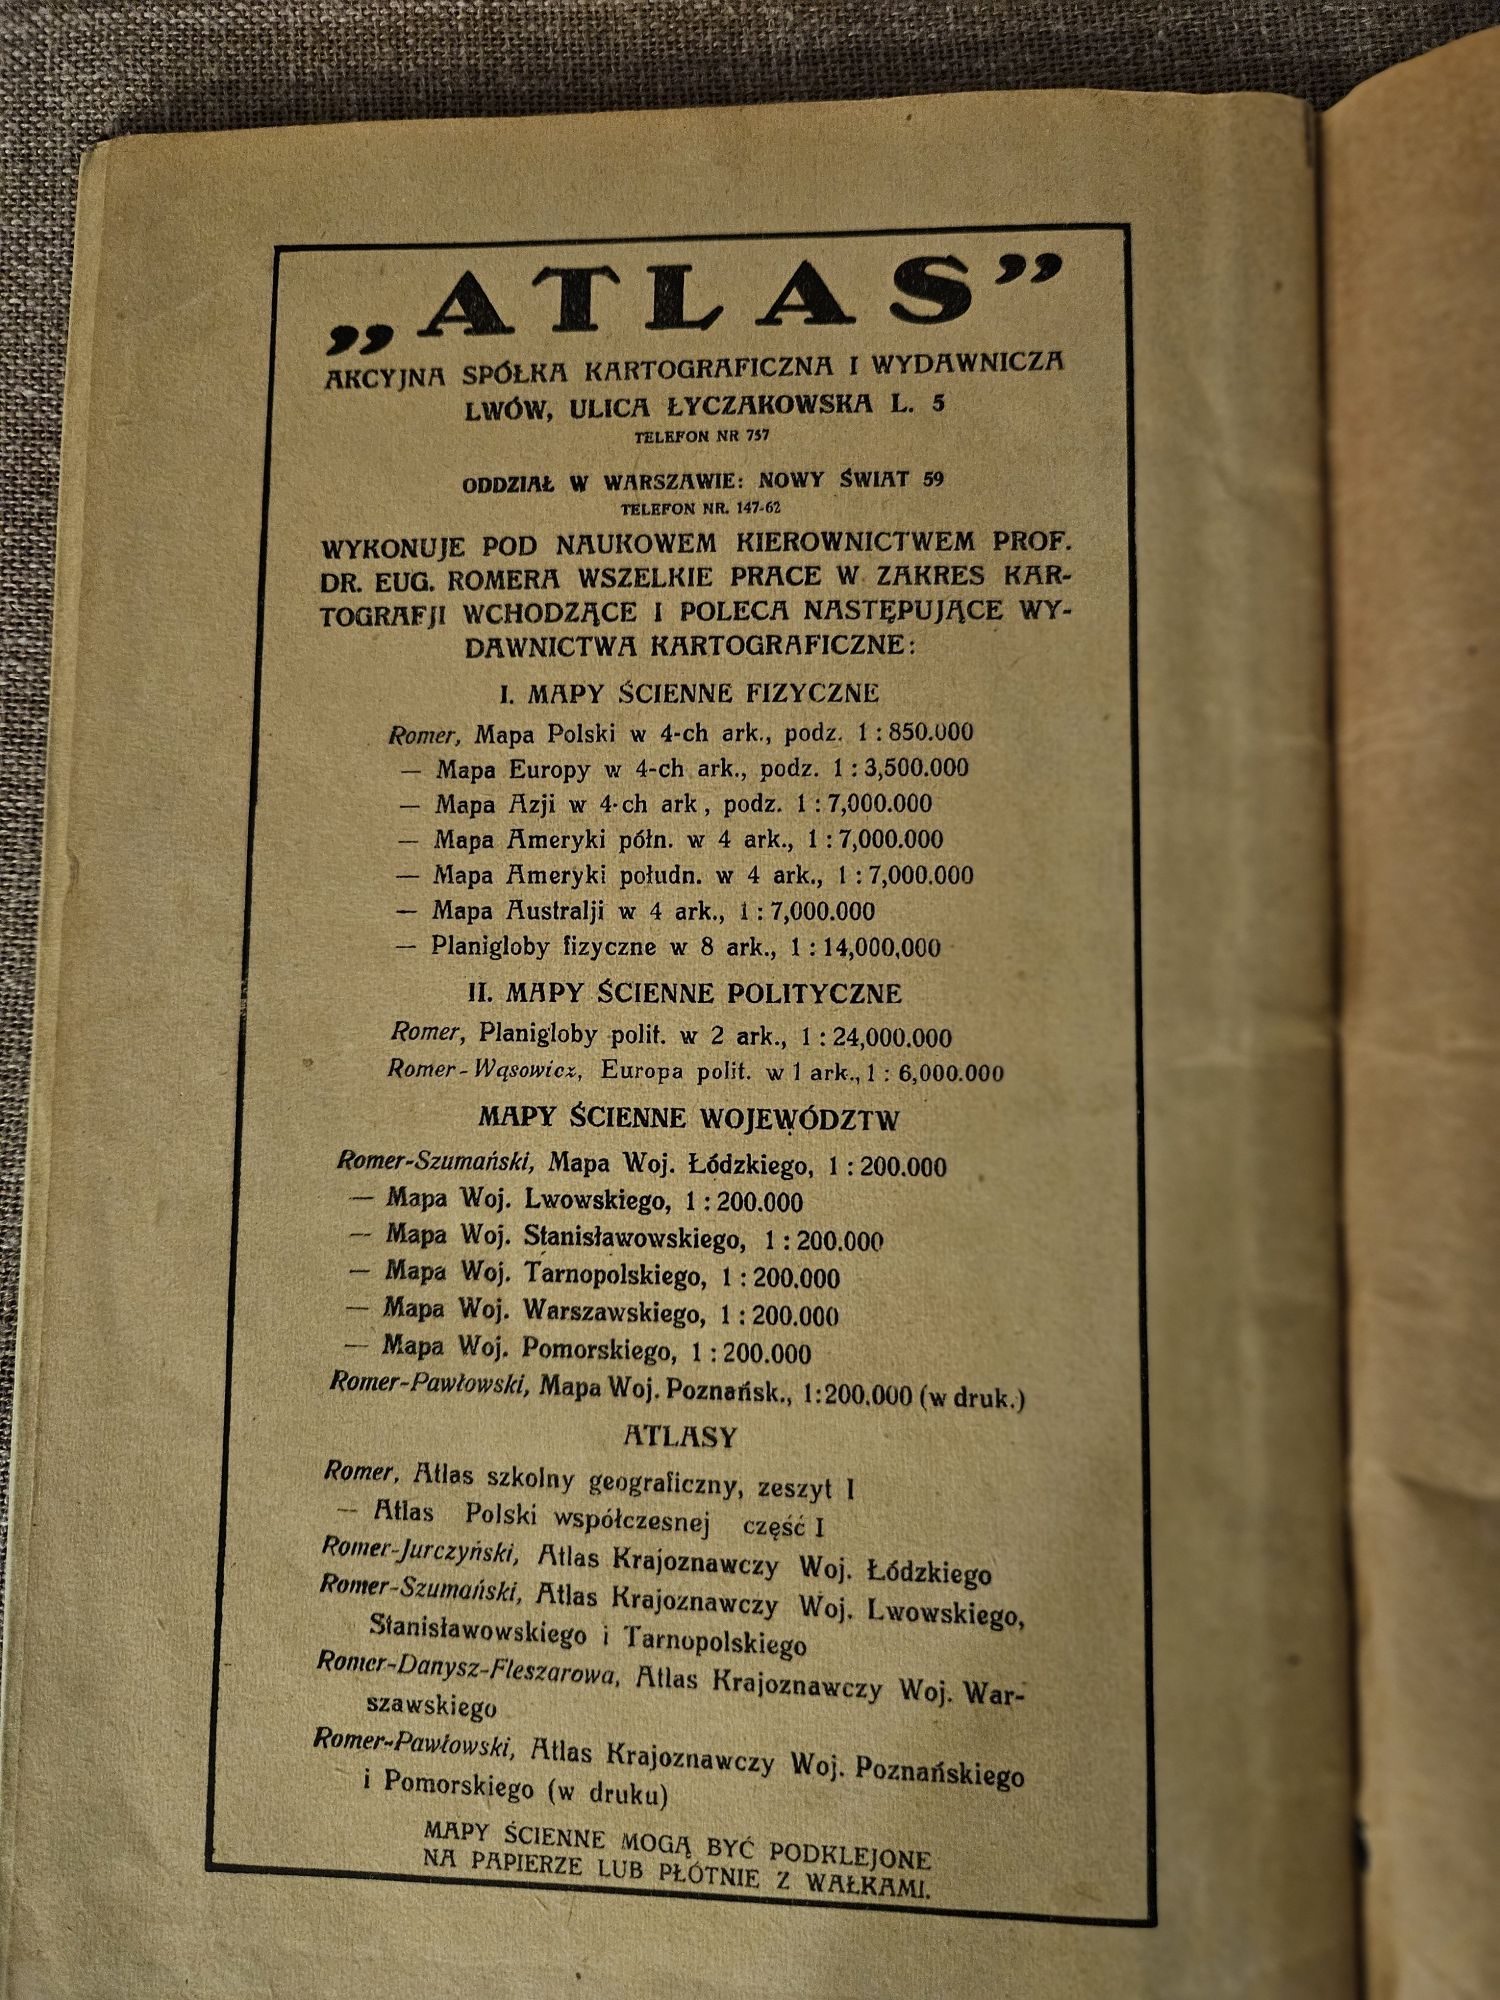 „ATLAS”
AKCYJNA SPÓŁKA KARTOGRAFICZNA I WYDAWNICZA
LWÓW, ULICA ŁYCZAKOWSKA L. 5
TELEFON NR 757
ODDZIAŁ W WARSZAWIE: NOWY ŚWIAT 59
TELEFON NR. 147-62
WYKONUJE POD NAUKOWEM KIEROWNICTWEM PROF.
DR. EUG. ROMERA WSZELKIE PRACE W ZAKRES KAR-
TOGRAFJI WCHODZĄCE I POLECA NASTĘPUJĄCE WY-
DAWNICTWA KARTOGRAFICZNE:
I. MAPY ŚCIENNE FIZYCZNE
Romer, Mapa Polski w 4-ch ark., podz. 1 : 850.000
— Mapa Europy w 4-ch ark., podz. 1 : 3,500.000
— Mapa Azji w 4-ch ark, podz. 1 : 7,000.000
— Mapa Ameryki półn. w 4 ark., 1 : 7,000.000
— Mapa Ameryki połudn. w 4 ark., 1 : 7,000.000
— Mapa Australji w 4 ark., 1 : 7,000.000
— Planigloby fizyczne w 8 ark., 1 : 14,000,000
II. MAPY ŚCIENNE POLITYCZNE
Romer, Planigloby polit. w 2 ark., 1 : 24,000.000
Romer-Wąsowicz, Europa polit. w 1 ark., 1 : 6,000.000
MAPY ŚCIENNE WOJEWÓDZTW
Romer-Szumański, Mapa Woj. Łódzkiego, 1 : 200.000
— Mapa Woj. Lwowskiego, 1 : 200.000
— Mapa Woj. Stanisławowskiego, 1 : 200.000
— Mapa Woj. Tarnopolskiego, 1 : 200.000
— Mapa Woj. Warszawskiego, 1 : 200.000
— Mapa Woj. Pomorskiego, 1 : 200.000
Romer-Pawłowski, Mapa Woj. Poznańsk., 1:200.000 (w druk.)
ATLASY
Romer, Atlas szkolny geograficzny, zeszyt I
— Atlas Polski współczesnej część I
Romer-Jurczyński, Atlas Krajoznawczy Woj. Łódzkiego
Romer-Szumański, Atlas Krajoznawczy Woj. Lwowskiego,
Stanisławowskiego i Tarnopolskiego
Romer-Danysz-Fleszarowa, Atlas Krajoznawczy Woj. War-
szawskiego
Romer-Pawłowski, Atlas Krajoznawczy Woj. Poznańskiego
i Pomorskiego (w druku)
MAPY ŚCIENNE MOGĄ BYĆ PODKLEJONE
NA PAPIERZE LUB PŁÓTNIE Z WAŁKAMI.